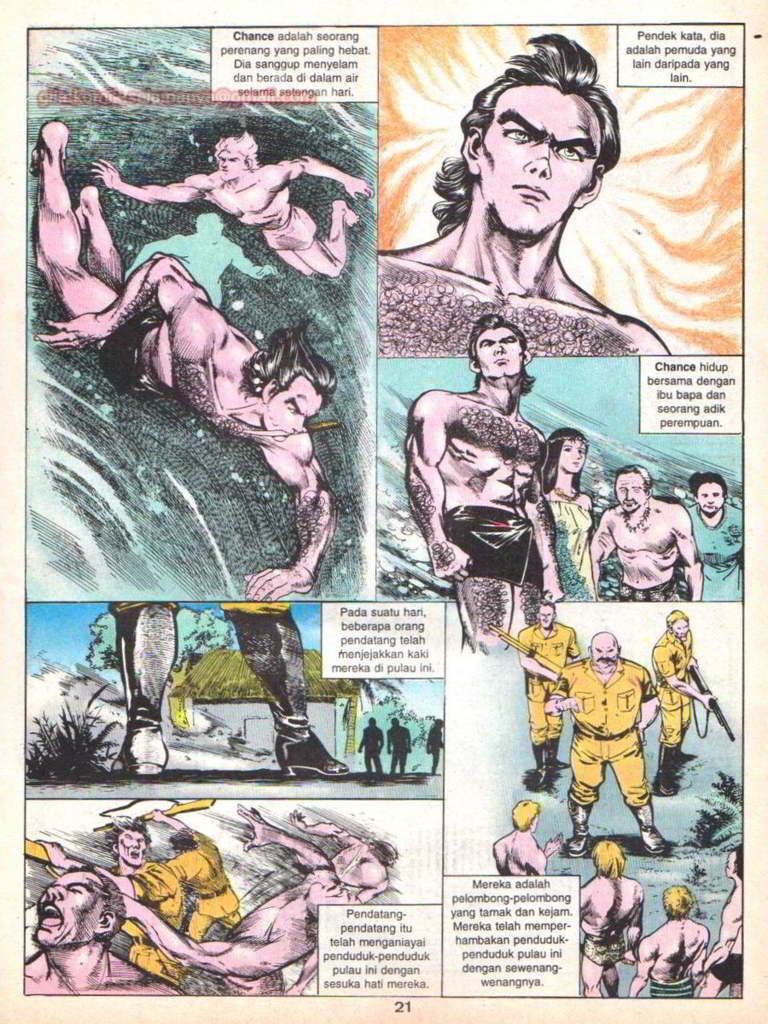 Chance adalah seorang
perenang yang paling hebat.
Dia sanggup menyelam
dan berada di dalam air
selama setengah hari.
Pendek kata, dia
adalah pemuda yang
lain daripada yang
lain.
Chance hidup
bersama dengan
ibu bapa dan
seorang adik
perempuan.
Pada suatu hari,
beberapa orang
pendatang telah
menjejakkan kaki
mereka di pulau ini.
Mereka adalah
pelombong-pelombong
yang tamak dan kejam.
Mereka telah memper-
hambakan penduduk-
penduduk pulau ini
dengan sewenang-
wenangnya.
Pendatang-
pendatang itu
telah menganiayai
penduduk-penduduk
pulau ini dengan
sesuka hati mereka.
21